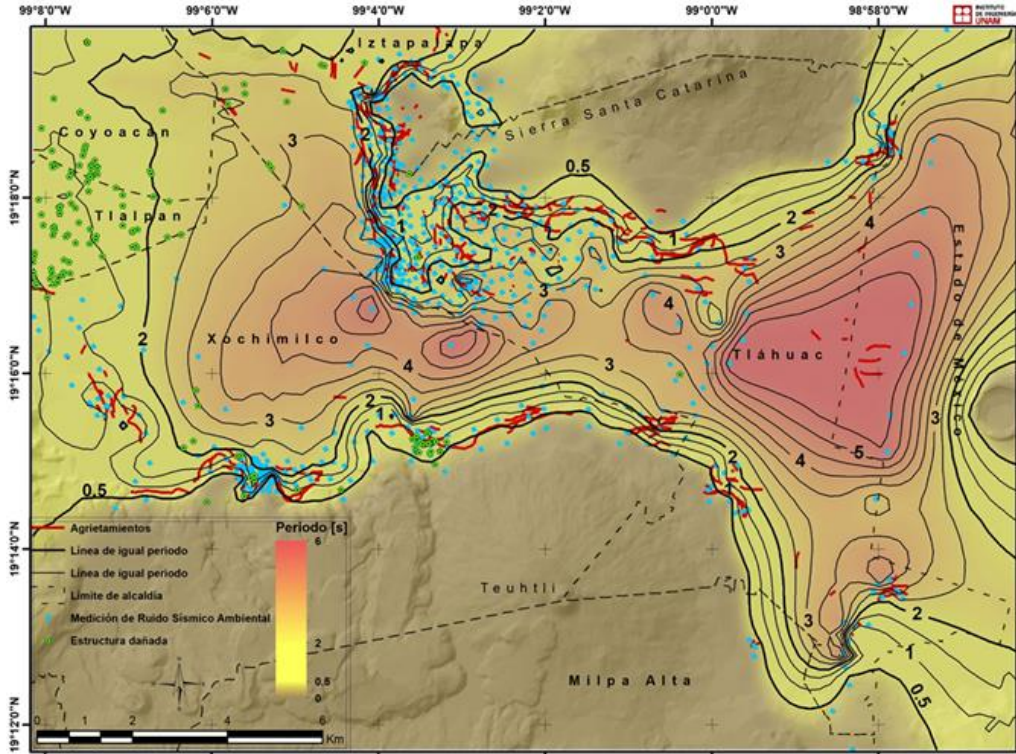 99°8'0"W
99°6'0"W
99°4'0"W
99°2'0"W
99°0'0"W
98°58'0"W
INSTITUTO
DE INGENIERÍA
UNAM
19°18'0"N
19°16'0"N
19°14'0"N
19°12'0"N
Iztapalapa
Coyoacán
Sierra Santa Catarina
Tlalpan
Xochimilco
Tláhuac
Estado de México
Teuhtli
Milpa Alta
3
2
0.5
2
1
2
1
2
4
3
3
4
2
4
3
3
3
2
1
4
5
0.5
2
1
3
2
1
0.5
Agrietamientos
Línea de igual periodo
Línea de igual periodo
Límite de alcaldía
Medición de Ruido Sísmico Ambiental
Estructura dañada
Periodo [s]
6
2
0.5
0
0 1 2 4 6
Km